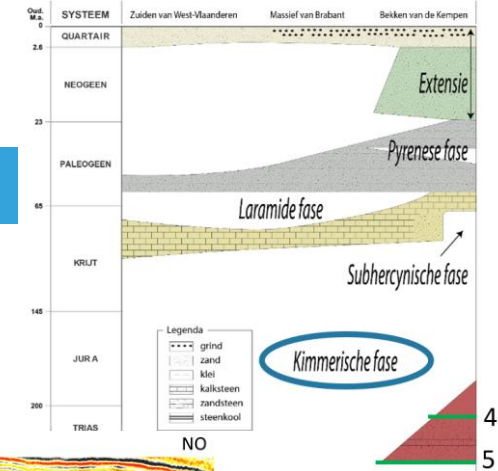 Oud.
M.a.
SYSTEEM
Zuiden van West-Vlaanderen
Massief van Brabant
Bekken van de Kempen
0
QUARTAIR
2.6
NEOGEEN
Extensie
23
PALEOGEEN
Pyrenese fase
65
Laramide fase
KRIJT
Subhercynische fase
145
Legenda
grind
zand
klei
kalksteen
zandsteen
steenkool
JURA
Kimmerische fase
200
TRIAS
4
NO
5